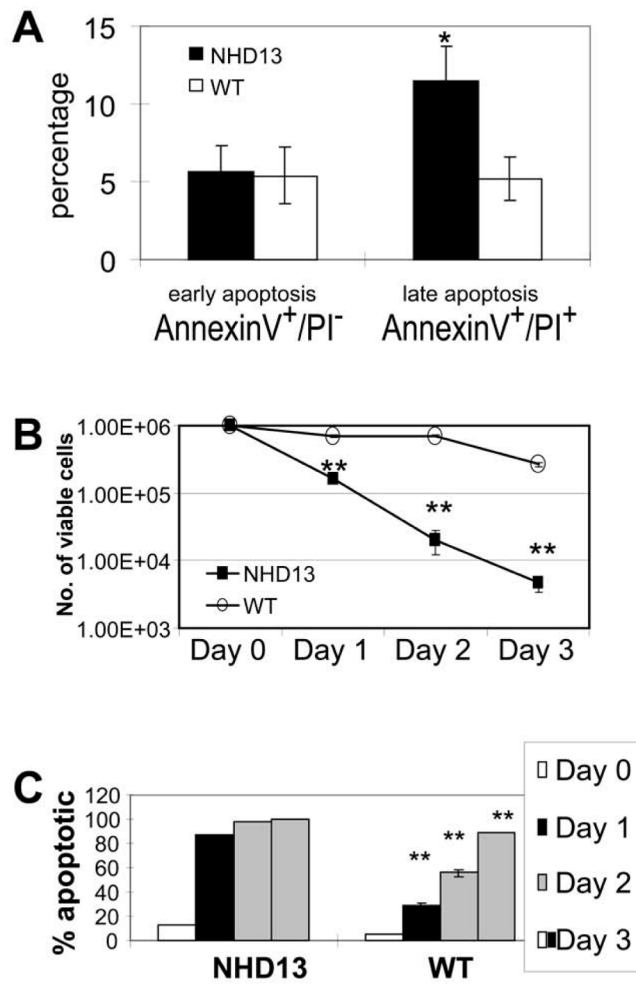 A
15
10
5
0
percentage
NHD13
WT
*
early apoptosis
late apoptosis
AnnexinV⁺/PI⁻
AnnexinV⁺/PI⁺
B
1.00E+06
1.00E+05
1.00E+04
1.00E+03
No. of viable cells
**
**
**
NHD13
WT
Day 0
Day 1
Day 2
Day 3
C
120
100
80
60
40
20
0
% apoptotic
**
**
**
NHD13
WT
Day 0
Day 1
Day 2
Day 3